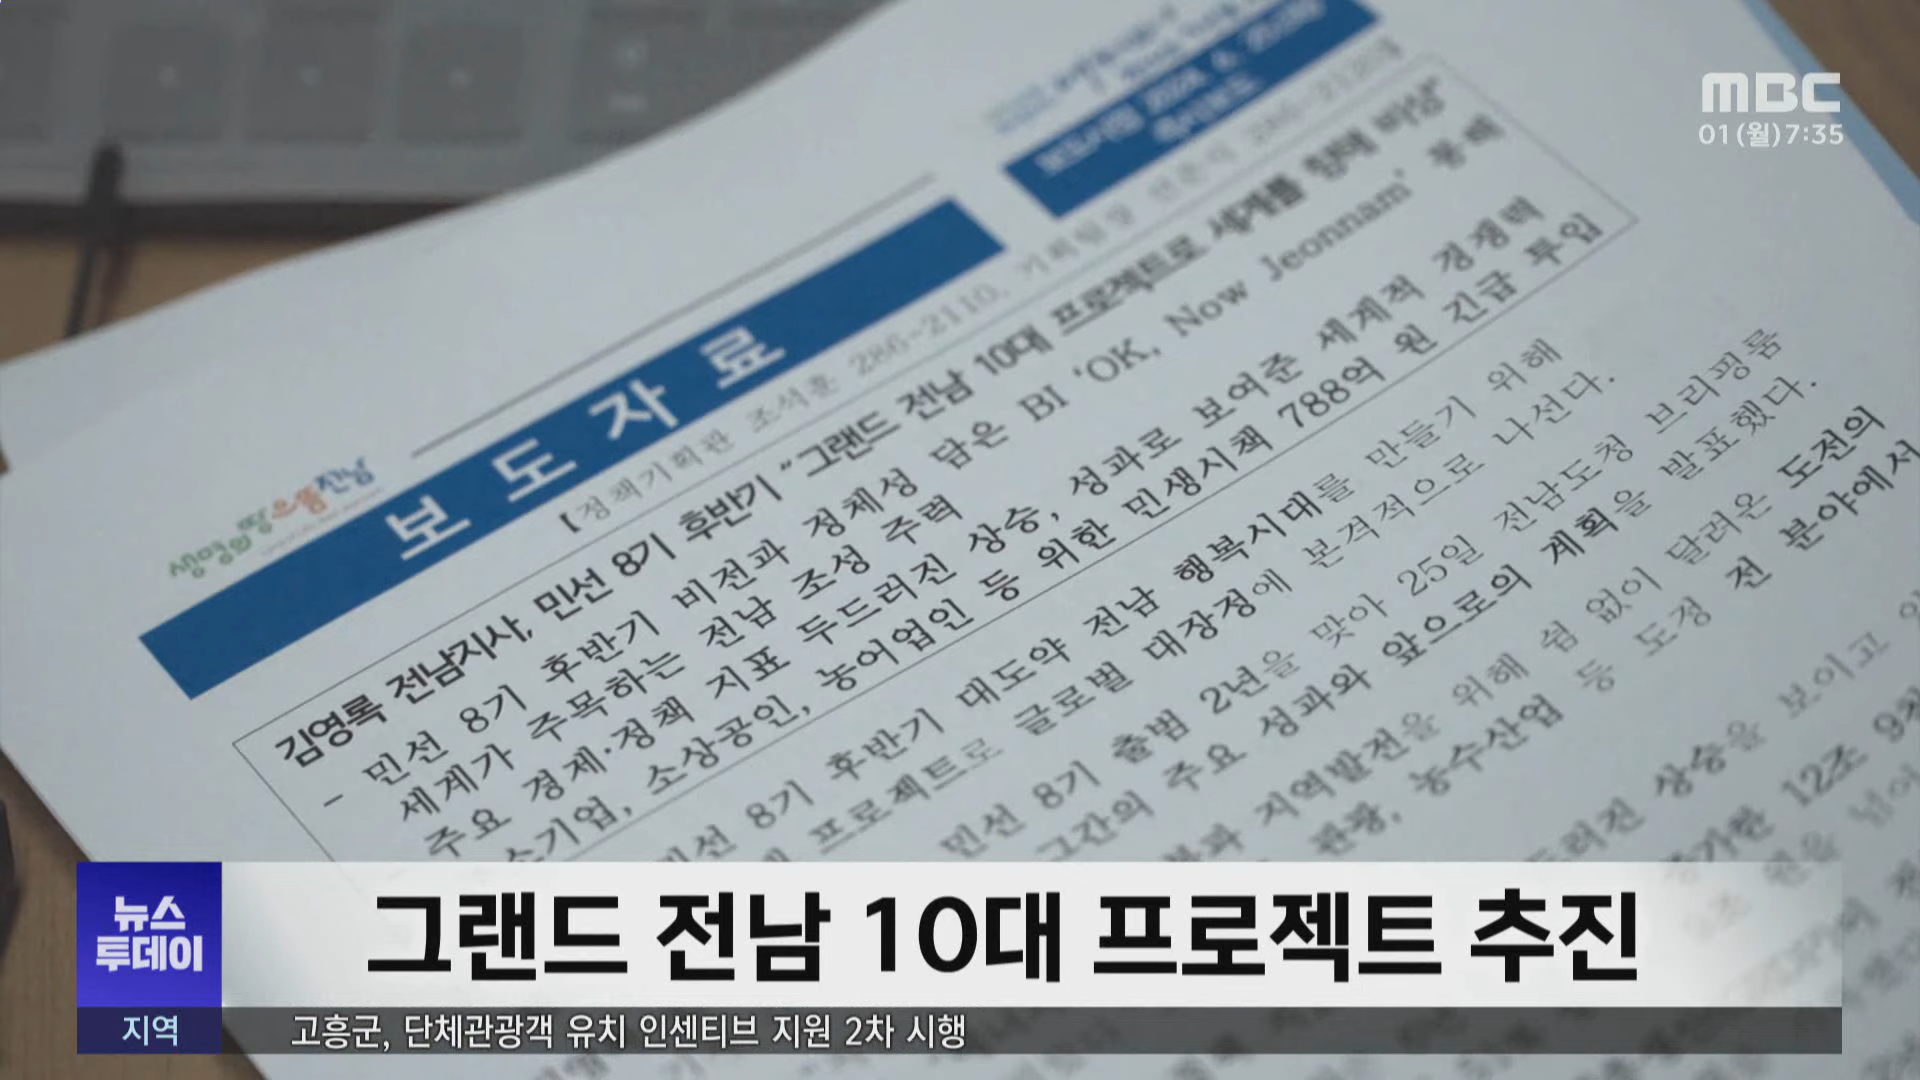 MBC
01(월)7:35
생명의 땅 으뜸전남
보도자료
【정책기획관 조석훈 286-2110, 기획팀장
김영록 전남지사, 민선 8기 후반기 “그랜드 전남 10대 프로젝트로 세계를 향해 비상”
- 민선 8기 후반기 비전과 정체성 담은 BI ‘OK, Now Jeonnam’
세계가 주목하는 전남 조성 주력
주요 경제·정책 지표 두드러진 상승, 성과로 보여준 세계적 경쟁력
소기업, 소상공인, 농어업인 등 위한 민생시책 788억 원 긴급 투입
민선 8기 후반기 대도약 전남 행복시대를 만들기 위해
프로젝트로 글로벌 대장정에 본격적으로 나선다.
민선 8기 출범 2년을 맞아 25일 전남도청 브리핑룸
그간의 주요 성과와 앞으로의 계획을 발표했다.
지역발전을 위해 쉼 없이 달려온 도전의
관광, 농수산업 등 도정 전 분야에서
상승을 보이고
증가한 12조 9천
뉴스
투데이
그랜드 전남 10대 프로젝트 추진
지역
고흥군, 단체관광객 유치 인센티브 지원 2차 시행